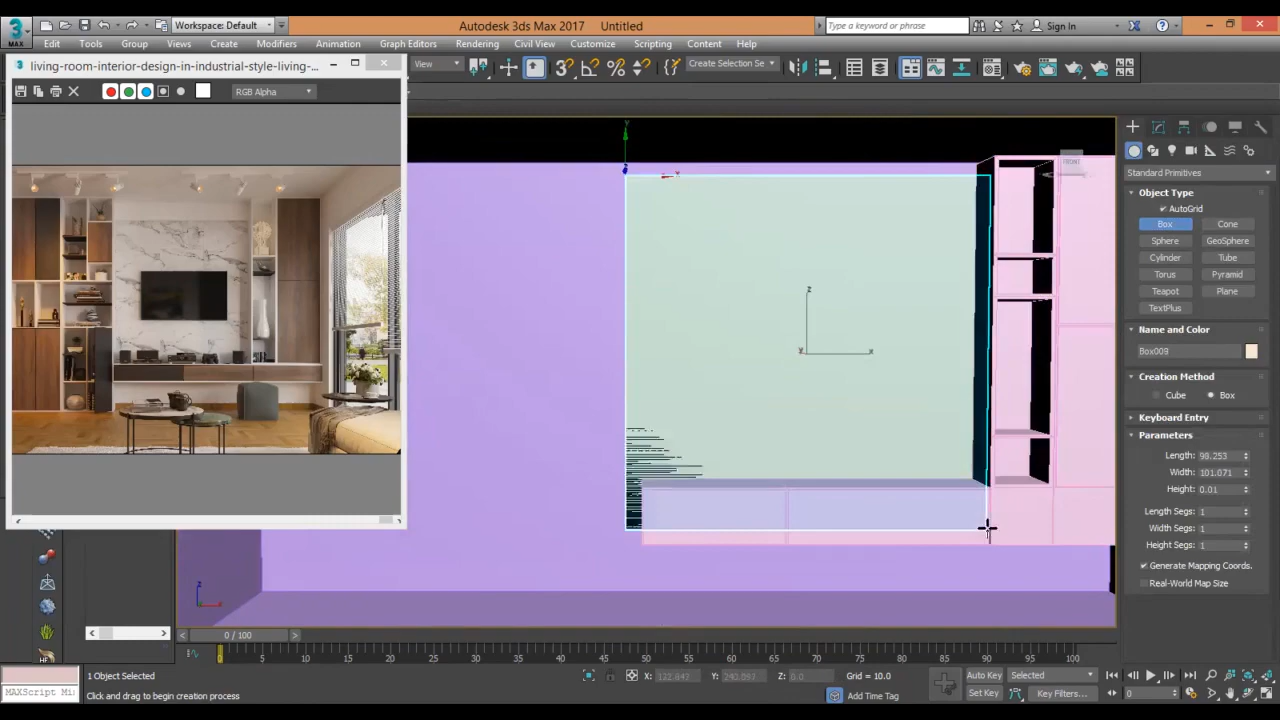 3
MAX
Workspace: Default
Autodesk 3ds Max 2017 Untitled
Type a keyword or phrase
Sign In
Edit Tools Group Views Create Modifiers Animation Graph Editors Rendering Civil View Customize Scripting Content Help
living-room-interior-design-in-industrial-style-living-...
View
Create Selection Se
RGB Alpha
FRONT
Standard Primitives
Object Type
AutoGrid
Box Cone
Sphere GeoSphere
Cylinder Tube
Torus Pyramid
Teapot Plane
TextPlus
Name and Color
Box009
Creation Method
Cube Box
Keyboard Entry
Parameters
Length: 98.253
Width: 101.071
Height: 0.01
Length Segs: 1
Width Segs: 1
Height Segs: 1
Generate Mapping Coords.
Real-World Map Size
0 / 100
0 5 10 15 20 25 30 35 40 45 50 55 60 65 70 75 80 85 90 95 100
1 Object Selected
Click and drag to begin creation process
MAXScript Mi
Y:
Z: 0.0
Grid = 10.0
Add Time Tag
Auto Key
Selected
Set Key
Key Filters...
0